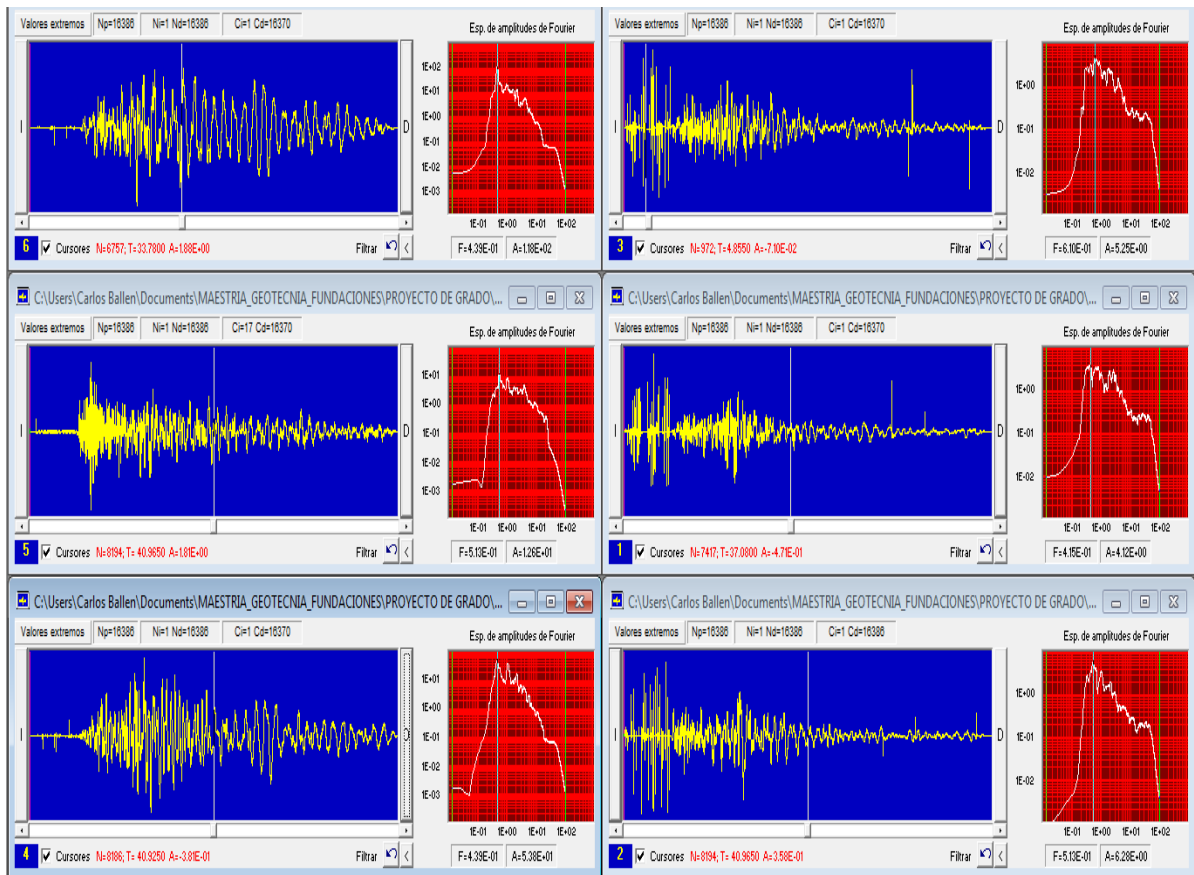 Valores extremos Np=16386 Ni=1 Nd=16386 Ci=1 Cd=16370
Esp. de amplitudes de Fourier
I D
1E+02
1E+01
1E+00
1E-01
1E-02
1E-03
1E-01 1E+00 1E+01 1E+02
6 Cursores N=6757; T=33.7800 A=1.88E+00 Filtrar < F=4.39E-01 A=1.18E+02
Valores extremos Np=16386 Ni=1 Nd=16386 Ci=1 Cd=16370
Esp. de amplitudes de Fourier
I D
1E+00
1E-01
1E-02
1E-01 1E+00 1E+01 1E+02
3 Cursores N=972; T=4.8550 A=-7.10E-02 Filtrar < F=6.10E-01 A=5.25E+00
C:\Users\Carlos Ballen\Documents\MAESTRIA_GEOTECNIA_FUNDACIONES\PROYECTO DE GRADO\...
Valores extremos Np=16386 Ni=1 Nd=16386 Ci=17 Cd=16370
Esp. de amplitudes de Fourier
I D
1E+01
1E+00
1E-01
1E-02
1E-03
1E-01 1E+00 1E+01 1E+02
5 Cursores N=8194; T= 40.9650 A=1.81E+00 Filtrar < F=5.13E-01 A=1.26E+01
C:\Users\Carlos Ballen\Documents\MAESTRIA_GEOTECNIA_FUNDACIONES\PROYECTO DE GRADO\...
Valores extremos Np=16386 Ni=1 Nd=16386 Ci=1 Cd=16370
Esp. de amplitudes de Fourier
I D
1E+00
1E-01
1E-02
1E-01 1E+00 1E+01 1E+02
1 Cursores N=7417; T=37.0800 A=-4.71E-01 Filtrar < F=4.15E-01 A=4.12E+00
C:\Users\Carlos Ballen\Documents\MAESTRIA_GEOTECNIA_FUNDACIONES\PROYECTO DE GRADO\...
Valores extremos Np=16386 Ni=1 Nd=16386 Ci=1 Cd=16370
Esp. de amplitudes de Fourier
I D
1E+01
1E+00
1E-01
1E-02
1E-03
1E-01 1E+00 1E+01 1E+02
4 Cursores N=8186; T= 40.9250 A=-3.81E-01 Filtrar < F=4.39E-01 A=5.38E+01
C:\Users\Carlos Ballen\Documents\MAESTRIA_GEOTECNIA_FUNDACIONES\PROYECTO DE GRADO\...
Valores extremos Np=16386 Ni=1 Nd=16386 Ci=1 Cd=16386
Esp. de amplitudes de Fourier
I D
1E+00
1E-01
1E-02
1E-01 1E+00 1E+01 1E+02
2 Cursores N=8194; T= 40.9650 A=3.58E-01 Filtrar < F=5.13E-01 A=6.28E+00